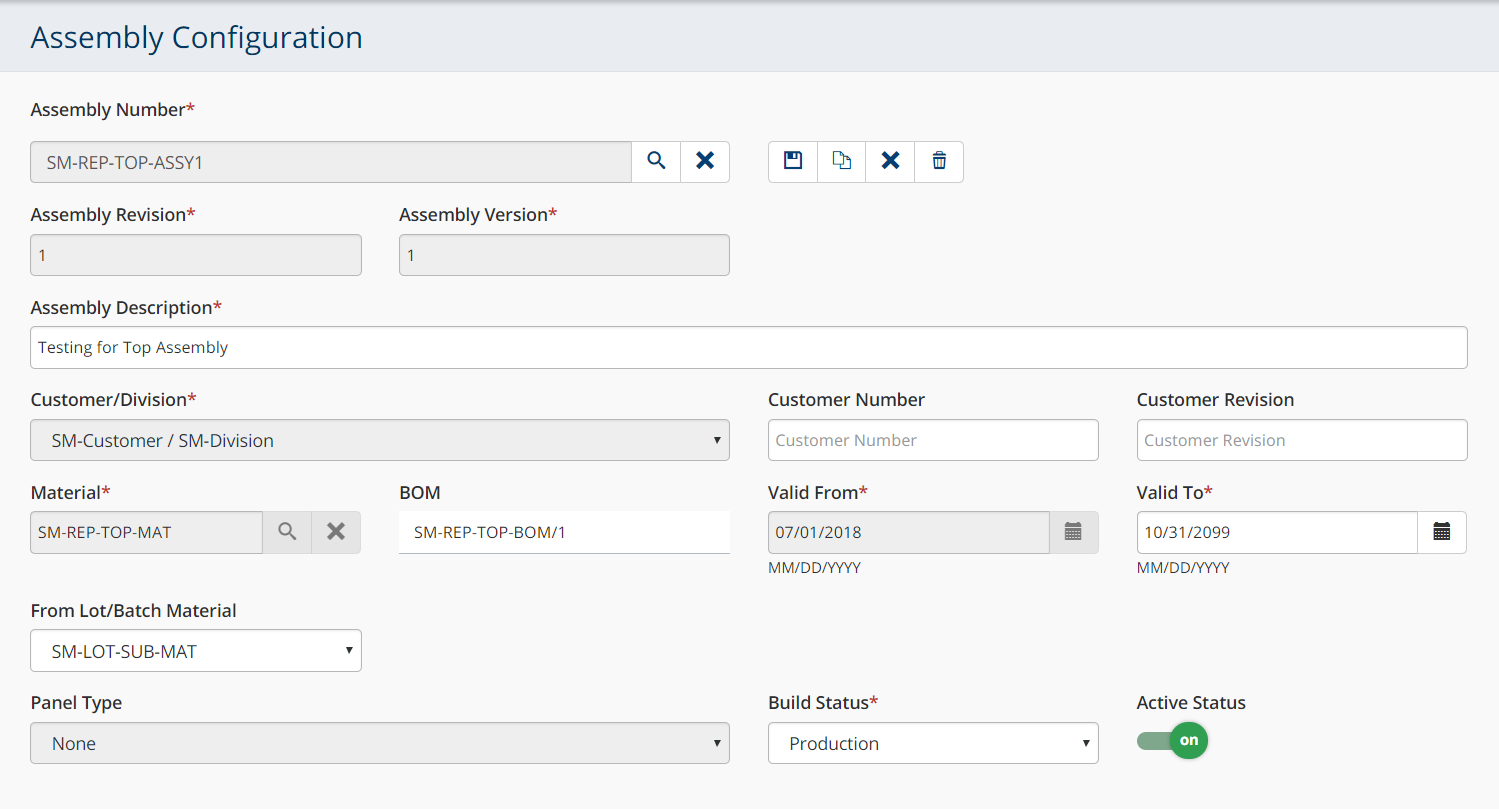 Assembly Configuration
Assembly Number*
SM-REP-TOP-ASSY1
Assembly Revision* Assembly Version*
1 1
Assembly Description*
Testing for Top Assembly
Customer/Division* Customer Number Customer Revision
SM-Customer / SM-Division Customer Number Customer Revision
Material* BOM Valid From* Valid To*
SM-REP-TOP-MAT SM-REP-TOP-BOM/1 07/01/2018 10/31/2099
MM/DD/YYYY MM/DD/YYYY
From Lot/Batch Material
SM-LOT-SUB-MAT
Panel Type Build Status* Active Status
None Production on